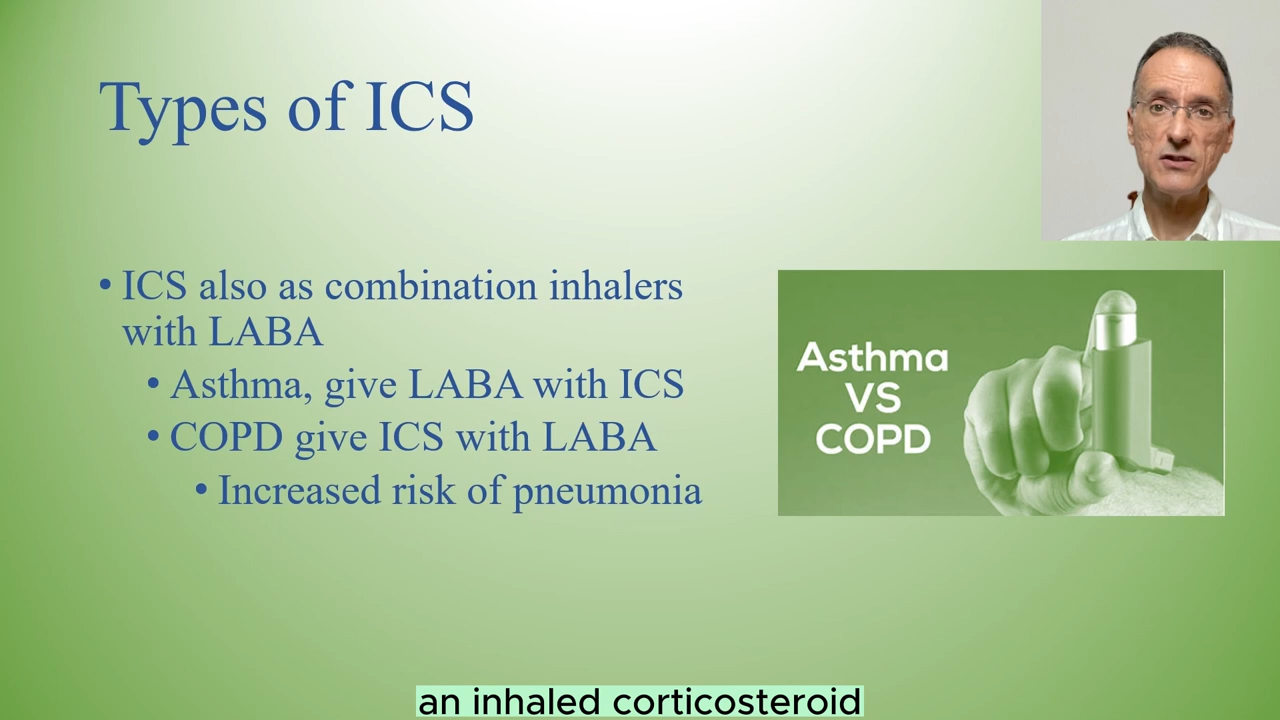 Types of ICS
• ICS also as combination inhalers
with LABA
• Asthma, give LABA with ICS
• COPD give ICS with LABA
• Increased risk of pneumonia
Asthma
VS
COPD
an inhaled corticosteroid